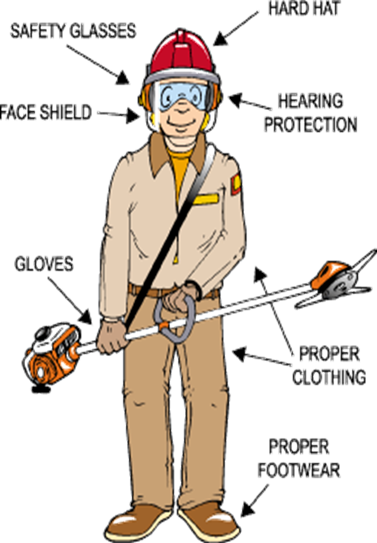 HARD HAT
SAFETY GLASSES
FACE SHIELD
HEARING
PROTECTION
GLOVES
PROPER
CLOTHING
PROPER
FOOTWEAR